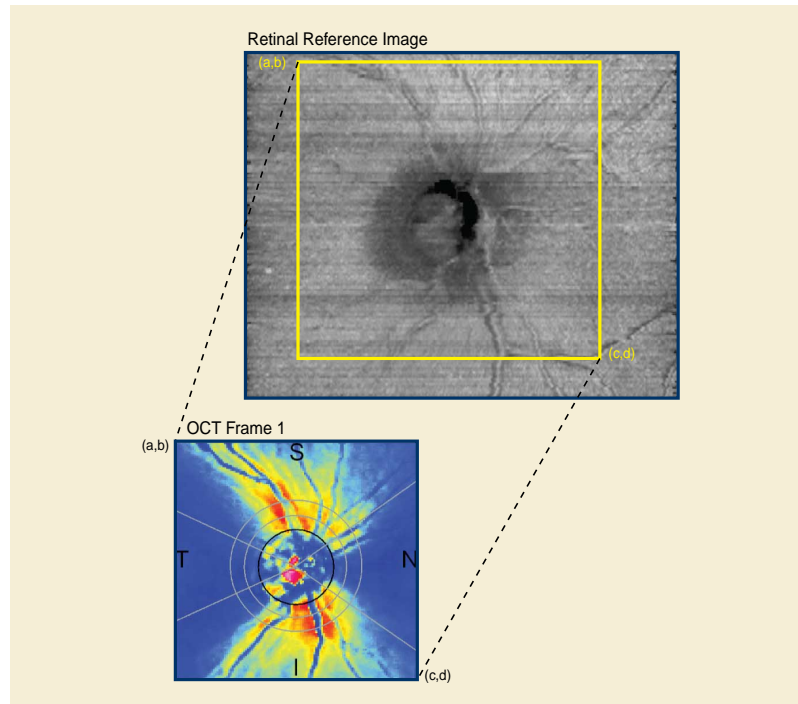 Retinal Reference Image
(a,b)
(c,d)
OCT Frame 1
(a,b)
S
T
N
I
(c,d)